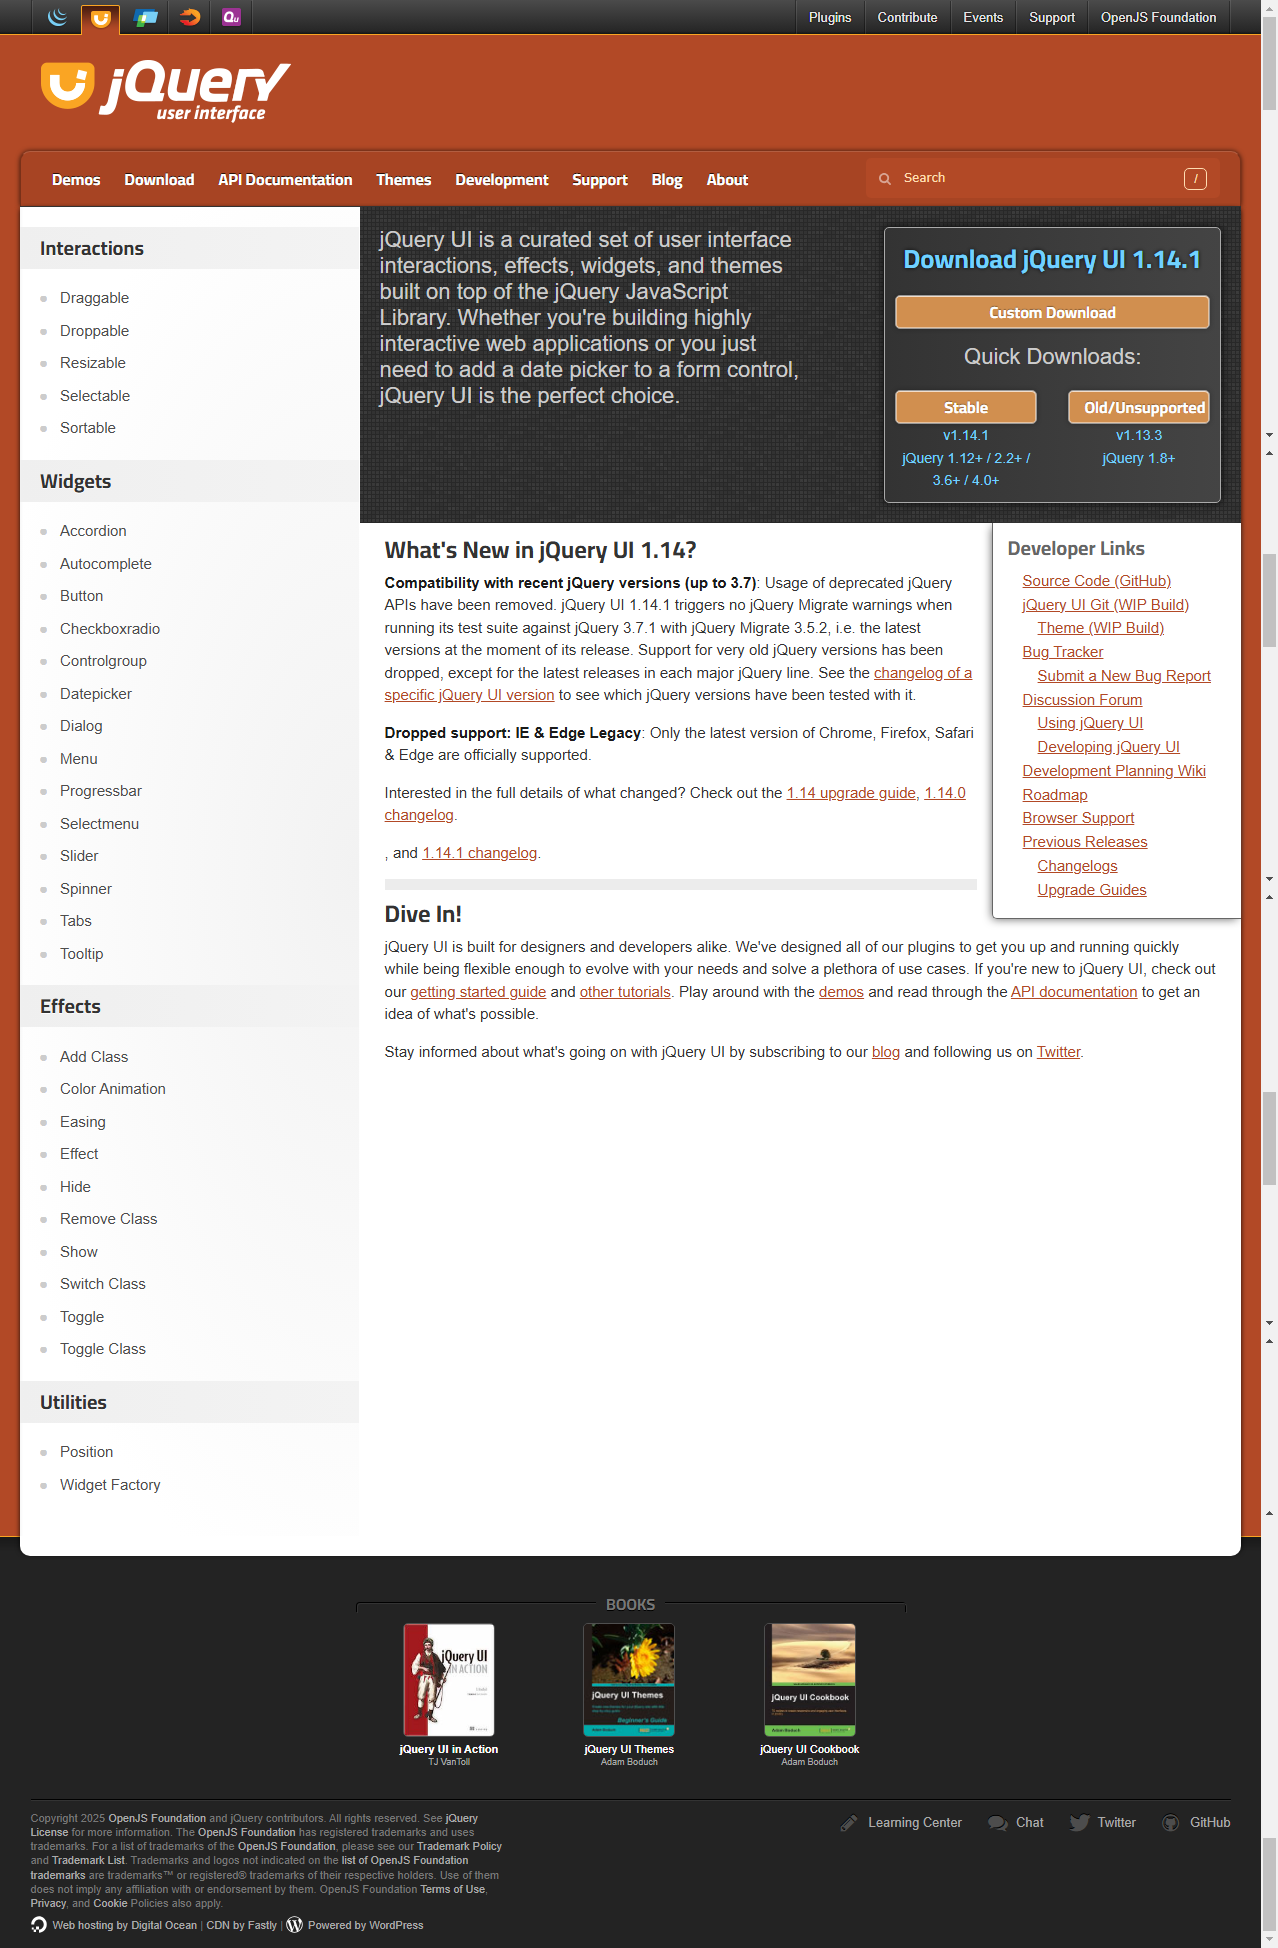 Plugins
Contribute
Events
Support
OpenJS Foundation
jQuery
user interface
Demos
Download
API Documentation
Themes
Development
Support
Blog
About
Search
/
Interactions
Draggable
Droppable
Resizable
Selectable
Sortable
Widgets
Accordion
Autocomplete
Button
Checkboxradio
Controlgroup
Datepicker
Dialog
Menu
Progressbar
Selectmenu
Slider
Spinner
Tabs
Tooltip
Effects
Add Class
Color Animation
Easing
Effect
Hide
Remove Class
Show
Switch Class
Toggle
Toggle Class
Utilities
Position
Widget Factory
jQuery UI is a curated set of user interface
interactions, effects, widgets, and themes
built on top of the jQuery JavaScript
Library. Whether you're building highly
interactive web applications or you just
need to add a date picker to a form control,
jQuery UI is the perfect choice.
Download jQuery UI 1.14.1
Custom Download
Quick Downloads:
Stable
v1.14.1
jQuery 1.12+ / 2.2+ /
3.6+ / 4.0+
Old/Unsupported
v1.13.3
jQuery 1.8+
What's New in jQuery UI 1.14?
Compatibility with recent jQuery versions (up to 3.7): Usage of deprecated jQuery
APIs have been removed. jQuery UI 1.14.1 triggers no jQuery Migrate warnings when
running its test suite against jQuery 3.7.1 with jQuery Migrate 3.5.2, i.e. the latest
versions at the moment of its release. Support for very old jQuery versions has been
dropped, except for the latest releases in each major jQuery line. See the changelog of a
specific jQuery UI version to see which jQuery versions have been tested with it.
Dropped support: IE & Edge Legacy: Only the latest version of Chrome, Firefox, Safari
& Edge are officially supported.
Interested in the full details of what changed? Check out the 1.14 upgrade guide, 1.14.0
changelog.
, and 1.14.1 changelog.
Developer Links
Source Code (GitHub)
jQuery UI Git (WIP Build)
Theme (WIP Build)
Bug Tracker
Submit a New Bug Report
Discussion Forum
Using jQuery UI
Developing jQuery UI
Development Planning Wiki
Roadmap
Browser Support
Previous Releases
Changelogs
Upgrade Guides
Dive In!
jQuery UI is built for designers and developers alike. We've designed all of our plugins to get you up and running quickly
while being flexible enough to evolve with your needs and solve a plethora of use cases. If you're new to jQuery UI, check out
our getting started guide and other tutorials. Play around with the demos and read through the API documentation to get an
idea of what's possible.
Stay informed about what's going on with jQuery UI by subscribing to our blog and following us on Twitter.
BOOKS
jQuery UI
IN ACTION
jQuery UI in Action
TJ VanToll
jQuery UI Themes
Beginner's Guide
Adam Boduch
jQuery UI Themes
Adam Boduch
jQuery UI Cookbook
Adam Boduch
jQuery UI Cookbook
Adam Boduch
Copyright 2025 OpenJS Foundation and jQuery contributors. All rights reserved. See jQuery
License for more information. The OpenJS Foundation has registered trademarks and uses
trademarks. For a list of trademarks of the OpenJS Foundation, please see our Trademark Policy
and Trademark List. Trademarks and logos not indicated on the list of OpenJS Foundation
trademarks are trademarks™ or registered® trademarks of their respective holders. Use of them
does not imply any affiliation with or endorsement by them. OpenJS Foundation Terms of Use,
Privacy, and Cookie Policies also apply.
Web hosting by Digital Ocean | CDN by Fastly | Powered by WordPress
Learning Center
Chat
Twitter
GitHub